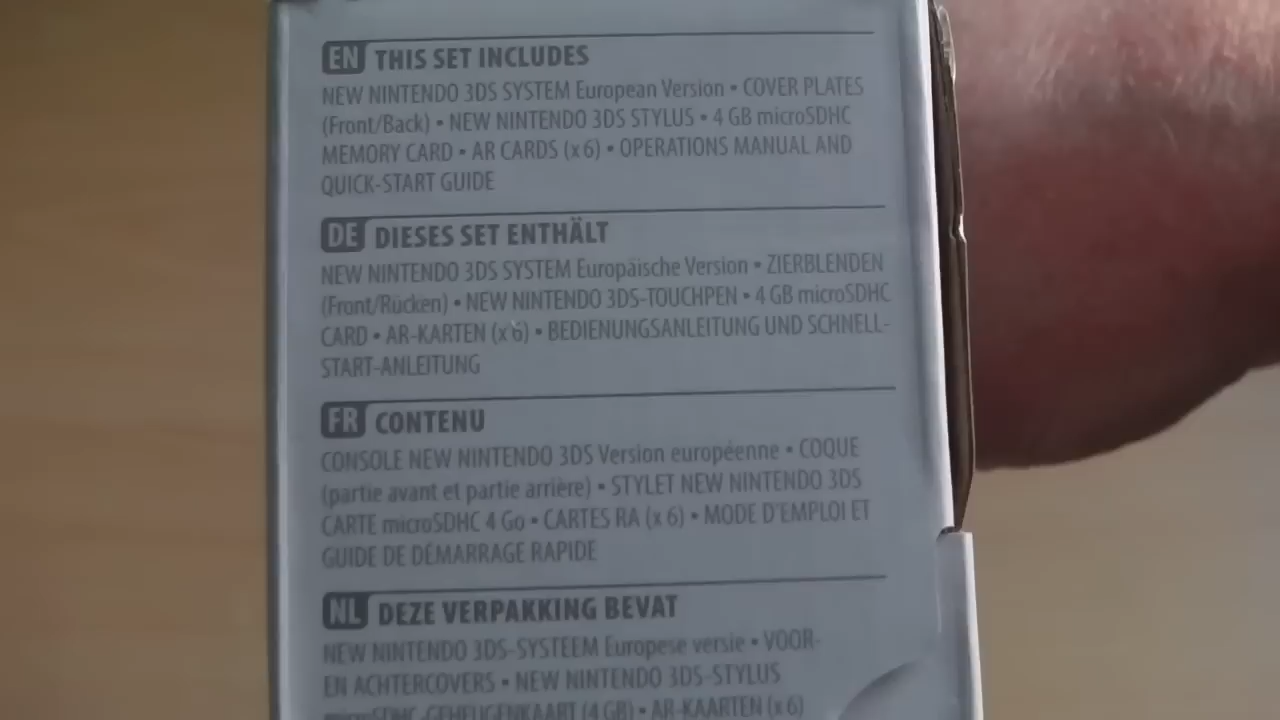 EN THIS SET INCLUDES
NEW NINTENDO 3DS SYSTEM European Version • COVER PLATES
(Front/Back) • NEW NINTENDO 3DS STYLUS • 4 GB microSDHC
MEMORY CARD • AR CARDS (x 6) • OPERATIONS MANUAL AND
QUICK-START GUIDE
DE DIESES SET ENTHÄLT
NEW NINTENDO 3DS SYSTEM Europäische Version • ZIERBLENDEN
(Front/Rücken) • NEW NINTENDO 3DS-TOUCHPEN • 4 GB microSDHC
CARD • AR-KARTEN (x 6) • BEDIENUNGSANLEITUNG UND SCHNELL-
START-ANLEITUNG
FR CONTENU
CONSOLE NEW NINTENDO 3DS Version européenne • COQUE
(partie avant et partie arrière) • STYLET NEW NINTENDO 3DS
CARTE microSDHC 4 Go • CARTES RA (x 6) • MODE D'EMPLOI ET
GUIDE DE DÉMARRAGE RAPIDE
NL DEZE VERPAKKING BEVAT
NEW NINTENDO 3DS-SYSTEEM Europese versie • VOOR-
EN ACHTERCOVERS • NEW NINTENDO 3DS-STYLUS
microSDHC-GEHEUGENKAART (4 GB) • AR-KAARTEN (x 6)